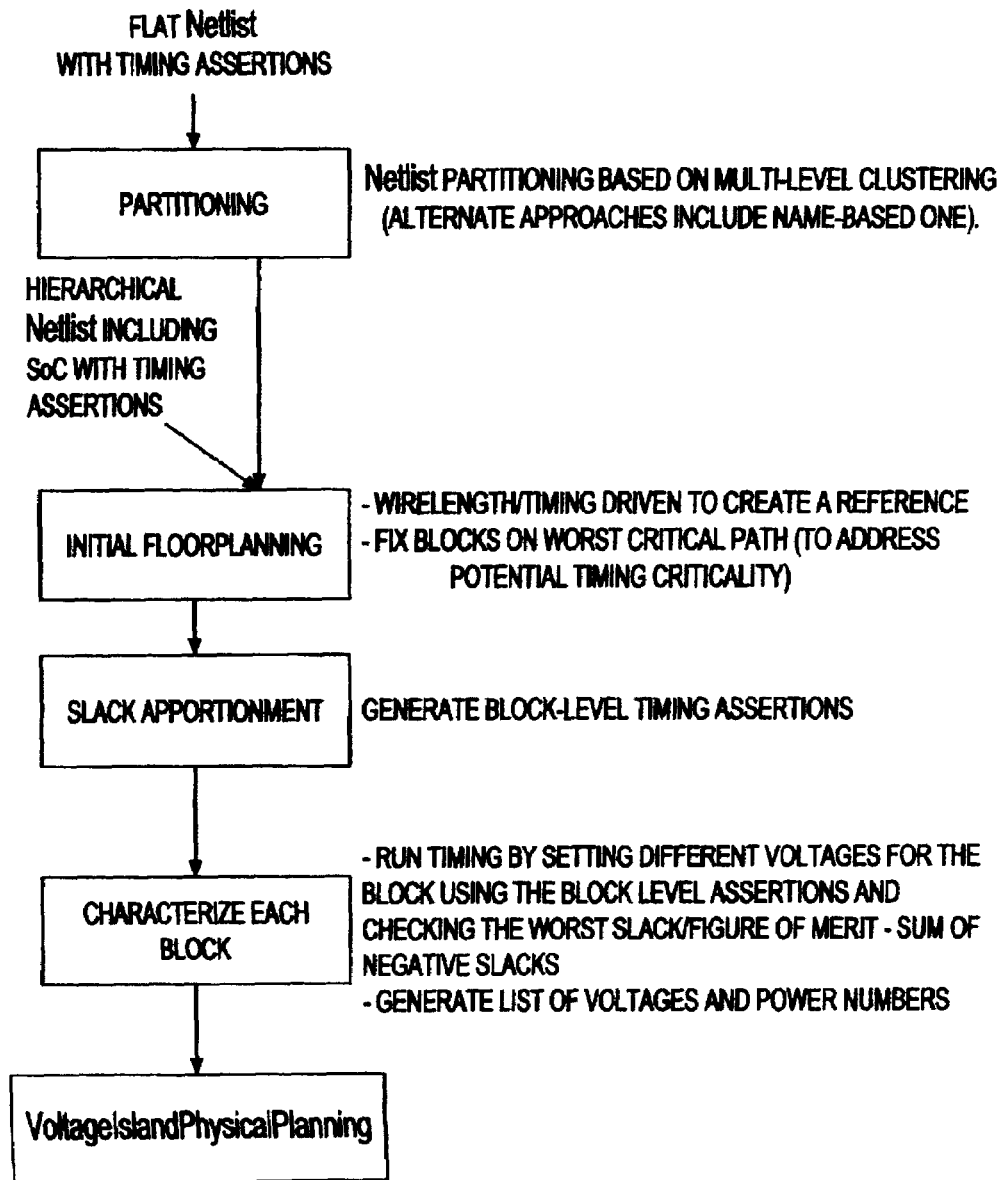 FLAT Netlist
WITH TIMING ASSERTIONS
PARTITIONING
Netlist PARTITIONING BASED ON MULTI-LEVEL CLUSTERING
(ALTERNATE APPROACHES INCLUDE NAME-BASED ONE).
HIERARCHICAL
Netlist INCLUDING
SoC WITH TIMING
ASSERTIONS
INITIAL FLOORPLANNING
- WIRELENGTH/TIMING DRIVEN TO CREATE A REFERENCE
- FIX BLOCKS ON WORST CRITICAL PATH (TO ADDRESS
POTENTIAL TIMING CRITICALITY)
SLACK APPORTIONMENT
GENERATE BLOCK-LEVEL TIMING ASSERTIONS
CHARACTERIZE EACH
BLOCK
- RUN TIMING BY SETTING DIFFERENT VOLTAGES FOR THE
BLOCK USING THE BLOCK LEVEL ASSERTIONS AND
CHECKING THE WORST SLACK/FIGURE OF MERIT - SUM OF
NEGATIVE SLACKS
- GENERATE LIST OF VOLTAGES AND POWER NUMBERS
VoltageIslandPhysicalPlanning